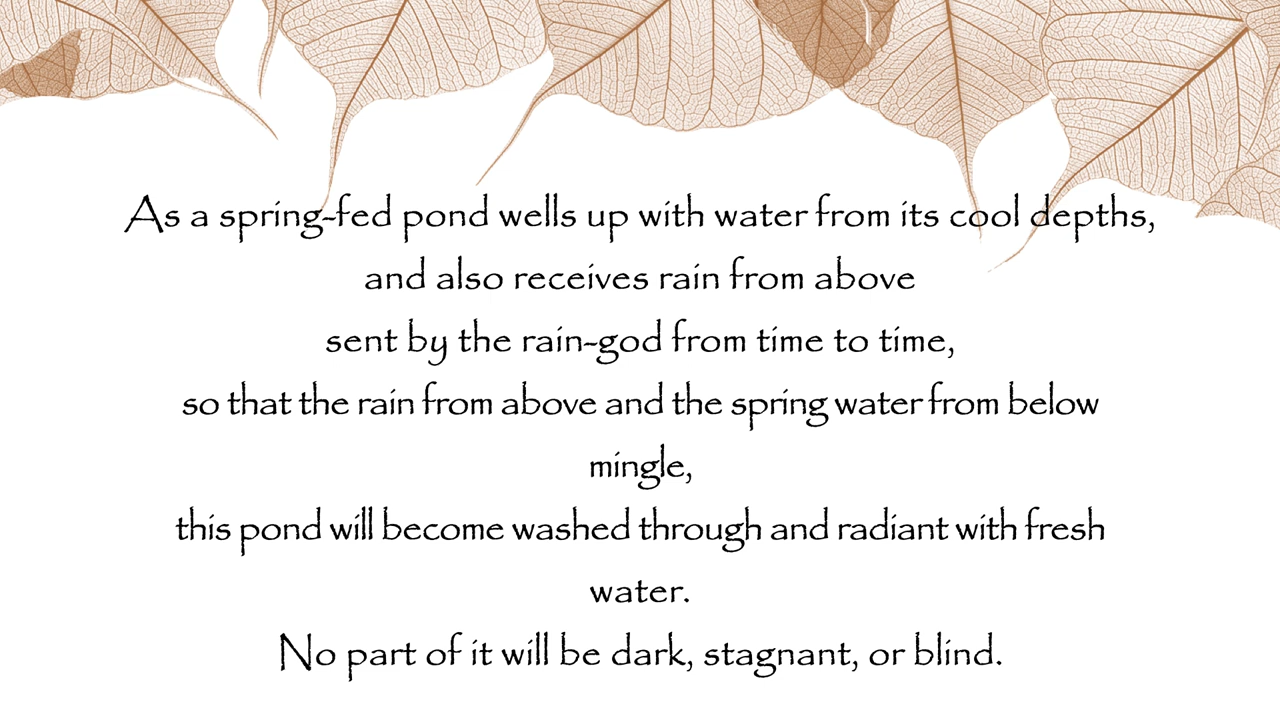 As a spring-fed pond wells up with water from its cool depths,
and also receives rain from above
sent by the rain-god from time to time,
so that the rain from above and the spring water from below
mingle,
this pond will become washed through and radiant with fresh
water.
No part of it will be dark, stagnant, or blind.